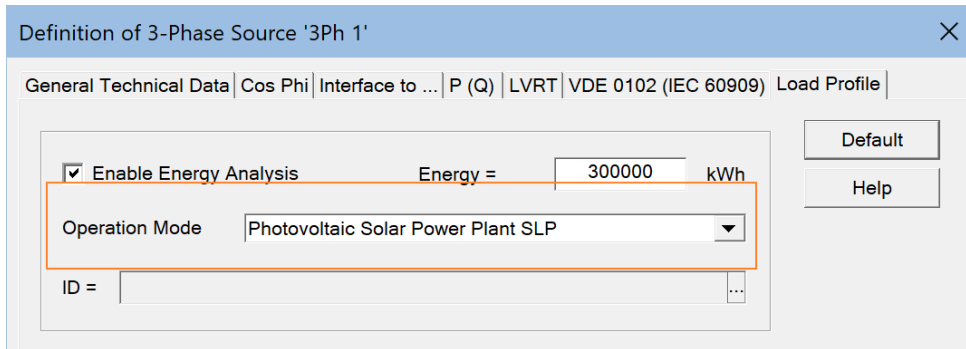 Definition of 3-Phase Source '3Ph 1'
General Technical Data Cos Phi Interface to ... P (Q) LVRT VDE 0102 (IEC 60909) Load Profile
Enable Energy Analysis Energy = 300000 kWh
Default
Help
Operation Mode Photovoltaic Solar Power Plant SLP
ID = ...